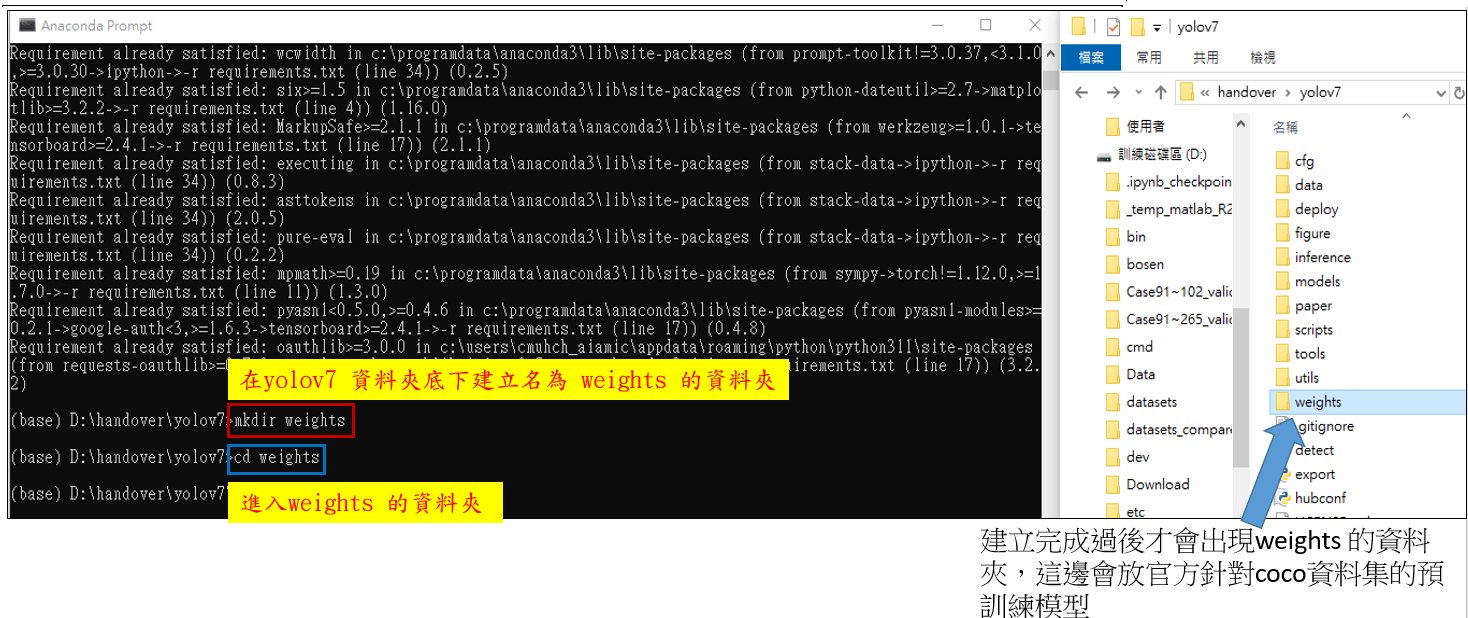 Anaconda Prompt
Requirement already satisfied: wcwidth in c:\programdata\anaconda3\lib\site-packages (from prompt-toolkit!=3.0.37,<3.1.0
,>=3.0.30->ipython->-r requirements.txt (line 34)) (0.2.5)
Requirement already satisfied: six>=1.5 in c:\programdata\anaconda3\lib\site-packages (from python-dateutil>=2.7->matplo
tlib>=3.2.2->-r requirements.txt (line 4)) (1.16.0)
Requirement already satisfied: MarkupSafe>=2.1.1 in c:\programdata\anaconda3\lib\site-packages (from werkzeug>=1.0.1->te
nsorboard>=2.4.1->-r requirements.txt (line 17)) (2.1.1)
Requirement already satisfied: executing in c:\programdata\anaconda3\lib\site-packages (from stack-data->ipython->-r req
uirements.txt (line 34)) (0.8.3)
Requirement already satisfied: asttokens in c:\programdata\anaconda3\lib\site-packages (from stack-data->ipython->-r req
uirements.txt (line 34)) (2.0.5)
Requirement already satisfied: pure-eval in c:\programdata\anaconda3\lib\site-packages (from stack-data->ipython->-r req
uirements.txt (line 34)) (0.2.2)
Requirement already satisfied: mpmath>=0.19 in c:\programdata\anaconda3\lib\site-packages (from sympy->torch!=1.12.0,>=1
.7.0->-r requirements.txt (line 11)) (1.3.0)
Requirement already satisfied: pyasn1<0.5.0,>=0.4.6 in c:\programdata\anaconda3\lib\site-packages (from pyasn1-modules>=
0.2.1->google-auth<3,>=1.6.3->tensorboard>=2.4.1->-r requirements.txt (line 17)) (0.4.8)
Requirement already satisfied: oauthlib>=3.0.0 in c:\users\cmuhch_aiamic\appdata\roaming\python\python311\site-packages
(from requests-oauthlib>= irements.txt (line 17)) (3.2.
2)
在yolov7 資料夾底下建立名為 weights 的資料夾
(base) D:\handover\yolov7>mkdir weights
(base) D:\handover\yolov7>cd weights
(base) D:\handover\yolov7
進入weights 的資料夾
yolov7
檔案 常用 共用 檢視
« handover › yolov7
使用者
訓練磁碟區 (D:)
.ipynb_checkpoin
_temp_matlab_R2
bin
bosen
Case91~102_valid
Case91~265_valid
cmd
Data
datasets
datasets_compare
dev
Download
etc
名稱
cfg
data
deploy
figure
inference
models
paper
scripts
tools
utils
weights
.gitignore
detect
export
hubconf
建立完成過後才會出現weights 的資料
夾，這邊會放官方針對coco資料集的預
訓練模型